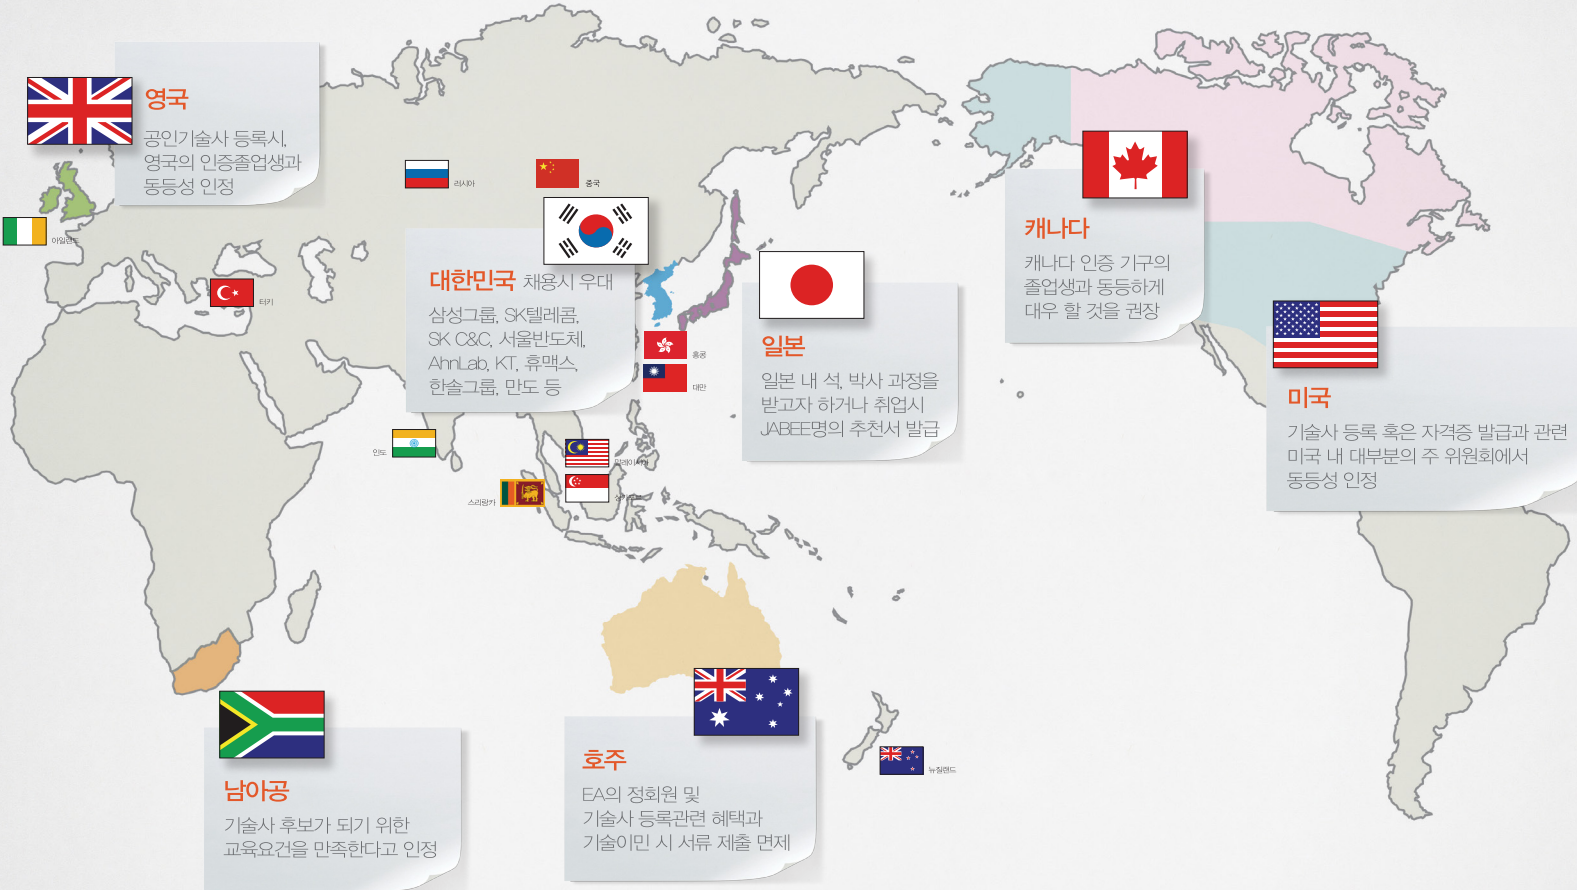 영국
공인기술사 등록시,
영국의 인증졸업생과
동등성 인정
아일랜드
러시아
중국
터키
대한민국 채용시 우대
삼성그룹, SK텔레콤,
SK C&C, 서울반도체,
AhnLab, KT, 휴맥스,
한솔그룹, 만도 등
홍콩
대만
일본
일본 내 석, 박사 과정을
받고자 하거나 취업시
JABEE명의 추천서 발급
캐나다
캐나다 인증 기구의
졸업생과 동등하게
대우 할 것을 권장
미국
기술사 등록 혹은 자격증 발급과 관련
미국 내 대부분의 주 위원회에서
동등성 인정
인도
말레이시아
스리랑카
싱가포르
남아공
기술사 후보가 되기 위한
교육요건을 만족한다고 인정
호주
EA의 정회원 및
기술사 등록관련 혜택과
기술이민 시 서류 제출 면제
뉴질랜드